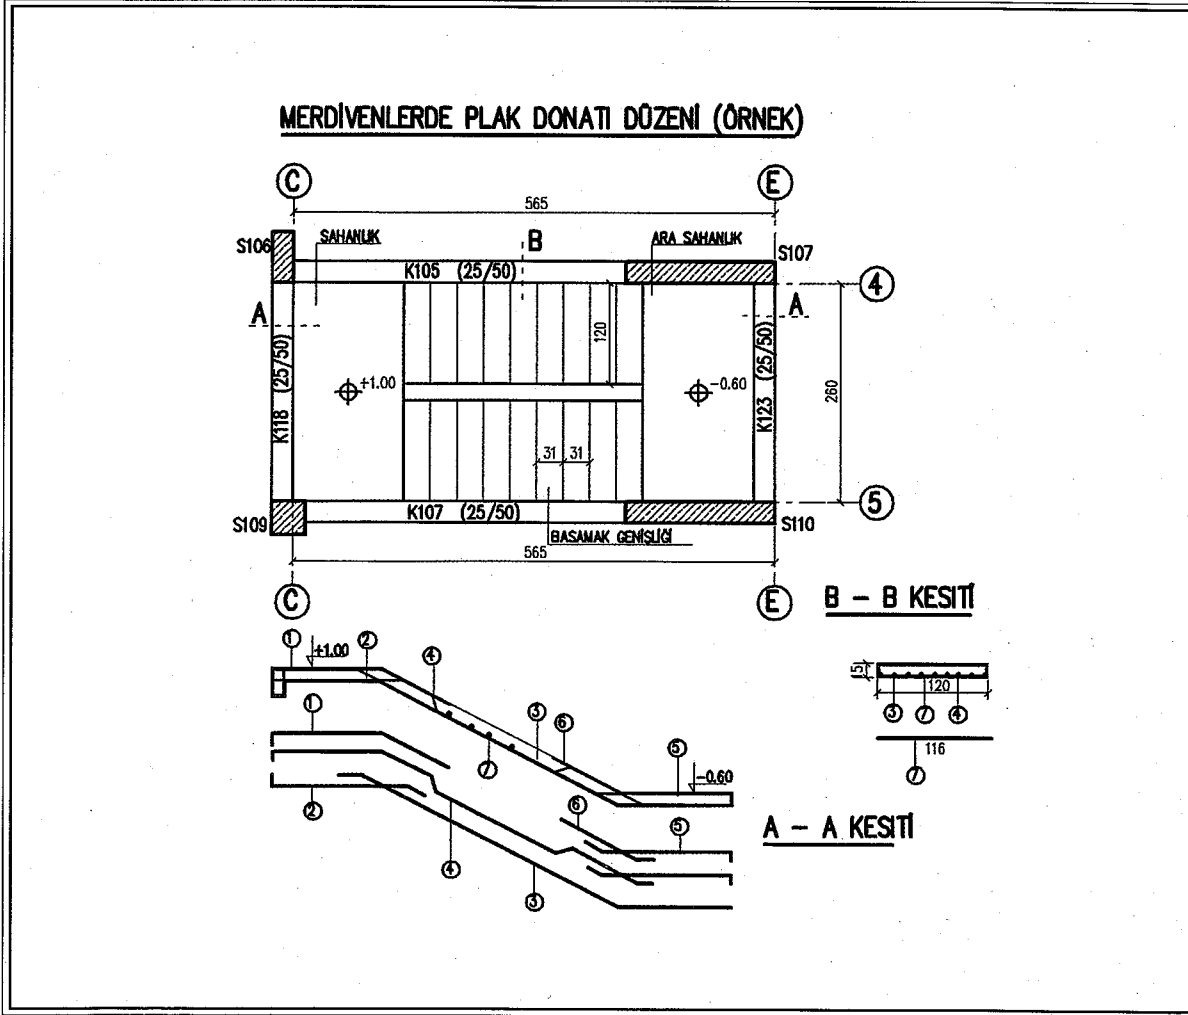 MERDİVENLERDE PLAK DONATI DÜZENİ (ÖRNEK)
C
E
565
S106
SAHANLIK
B
ARA SAHANLIK
S107
K105 (25/50)
4
A
A
120
K118 (25/50)
+1.00
-0.60
K123 (25/50)
260
31 31
S109
K107 (25/50)
S110
5
BASAMAK GENİŞLİĞİ
565
C
E
B - B KESİTİ
1
+1.00
2
4
15
120
3 7 4
116
7
1
3
6
5
7
-0.60
2
6
5
4
3
A - A KESİTİ